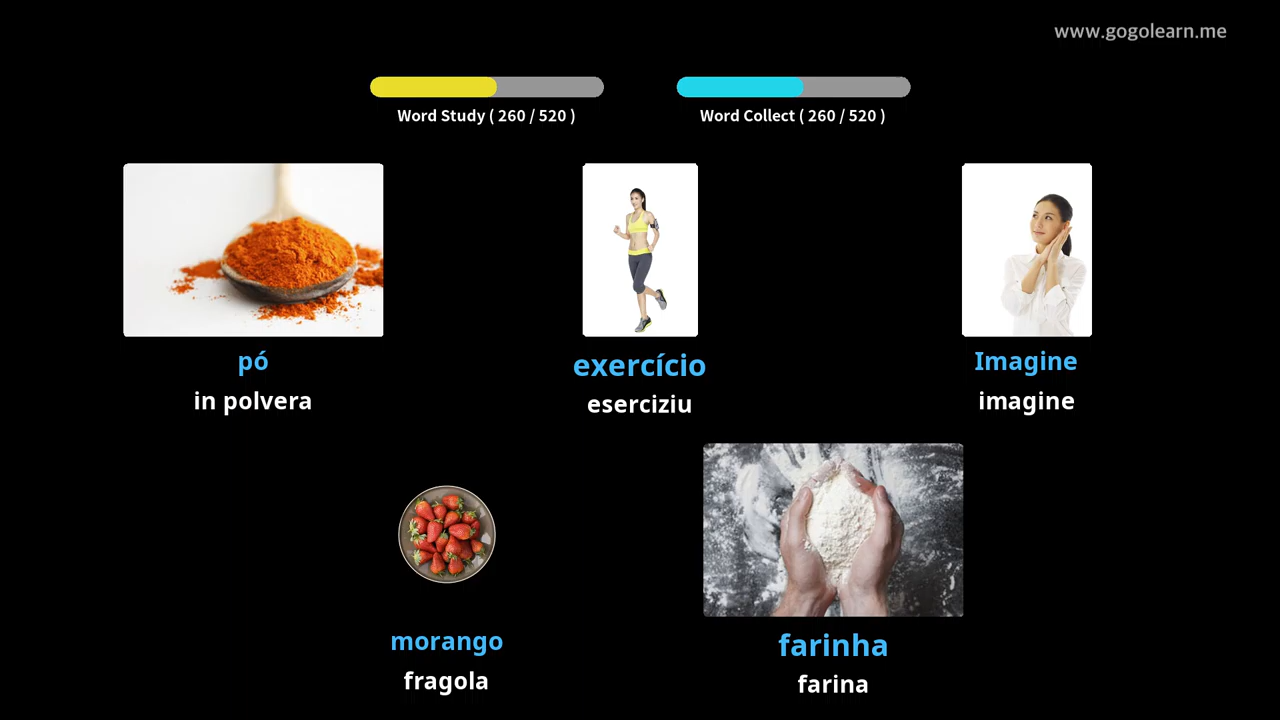 www.gogolearn.me
Word Study ( 260 / 520 )
Word Collect ( 260 / 520 )
pó
in polvera
exercício
eserciziu
Imagine
imagine
morango
fragola
farinha
farina